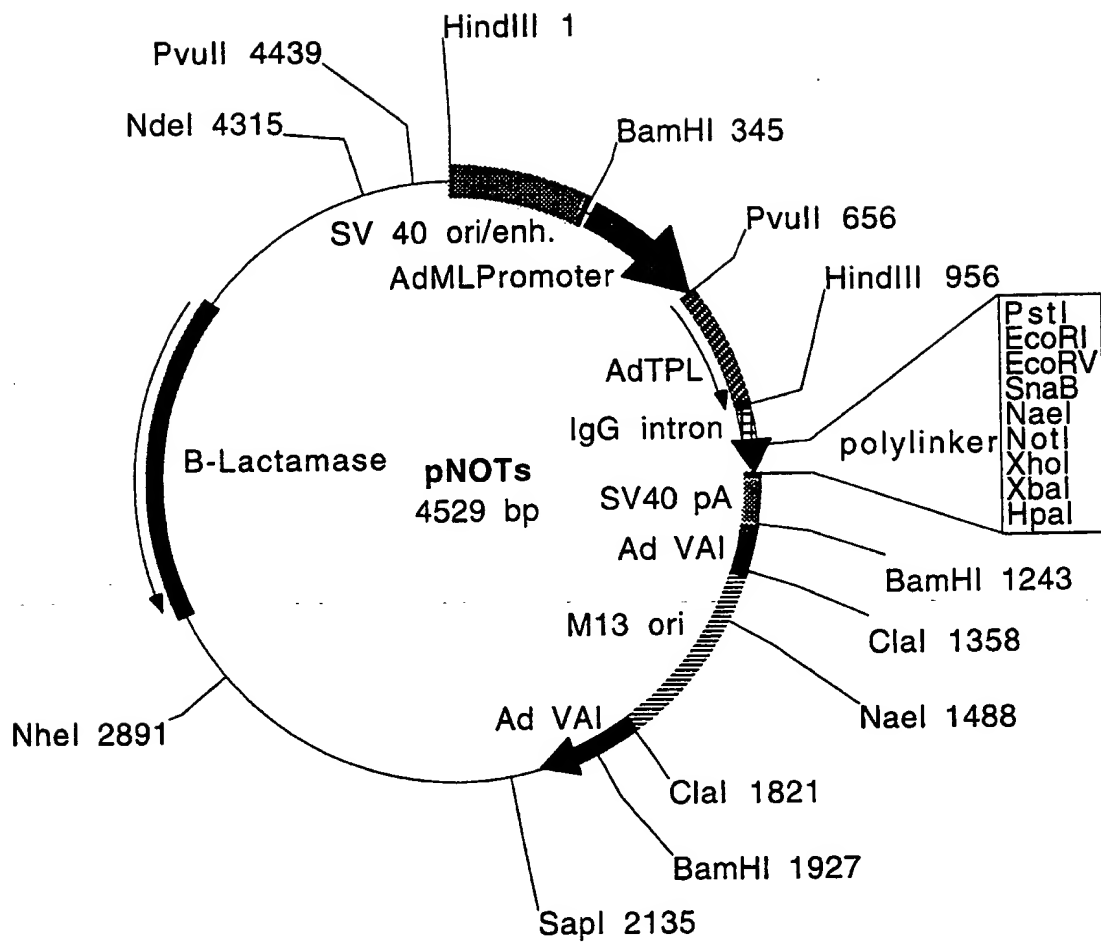 HindIII 1
PvuII 4439
NdeI 4315
BamHI 345
SV 40 ori/enh.
PvuII 656
AdMLPromoter
HindIII 956
PstI
EcoRI
EcoRV
SnaB
NaeI
NotI
XhoI
XbaI
HpaI
AdTPL
IgG intron
polylinker
B-Lactamase
pNOTs
4529 bp
SV40 pA
Ad VAI
BamHI 1243
M13 ori
ClaI 1358
NaeI 1488
Ad VAI
NheI 2891
ClaI 1821
BamHI 1927
SapI 2135